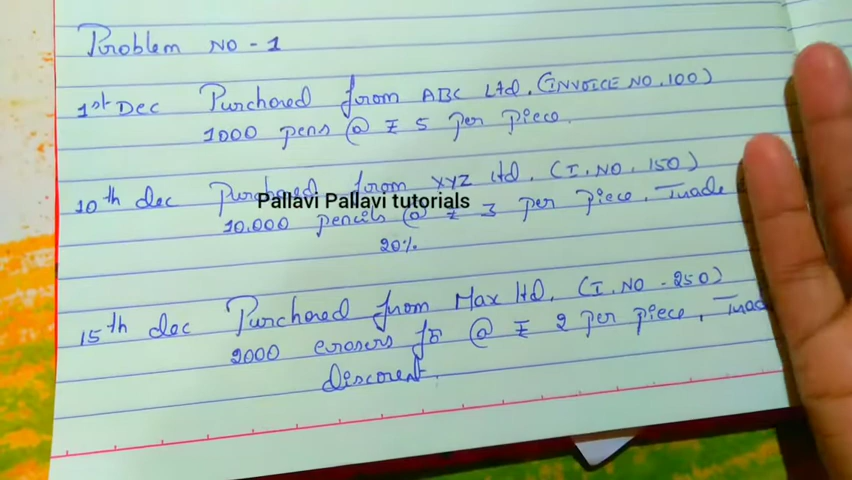 Problem NO - 1
1st Dec Purchased from ABC Ltd. (INVOICE NO. 100)
1000 pens @ ₹ 5 per piece.
10th dec Purchased from XYZ Ltd. (I. NO. 150)
Pallavi Pallavi tutorials
10,000 pencils @ ₹ 3 per piece. Trade
20%
15th dec Purchased from Max Ltd. (I. NO - 250)
2000 erasers for @ ₹ 2 per piece,
discount.